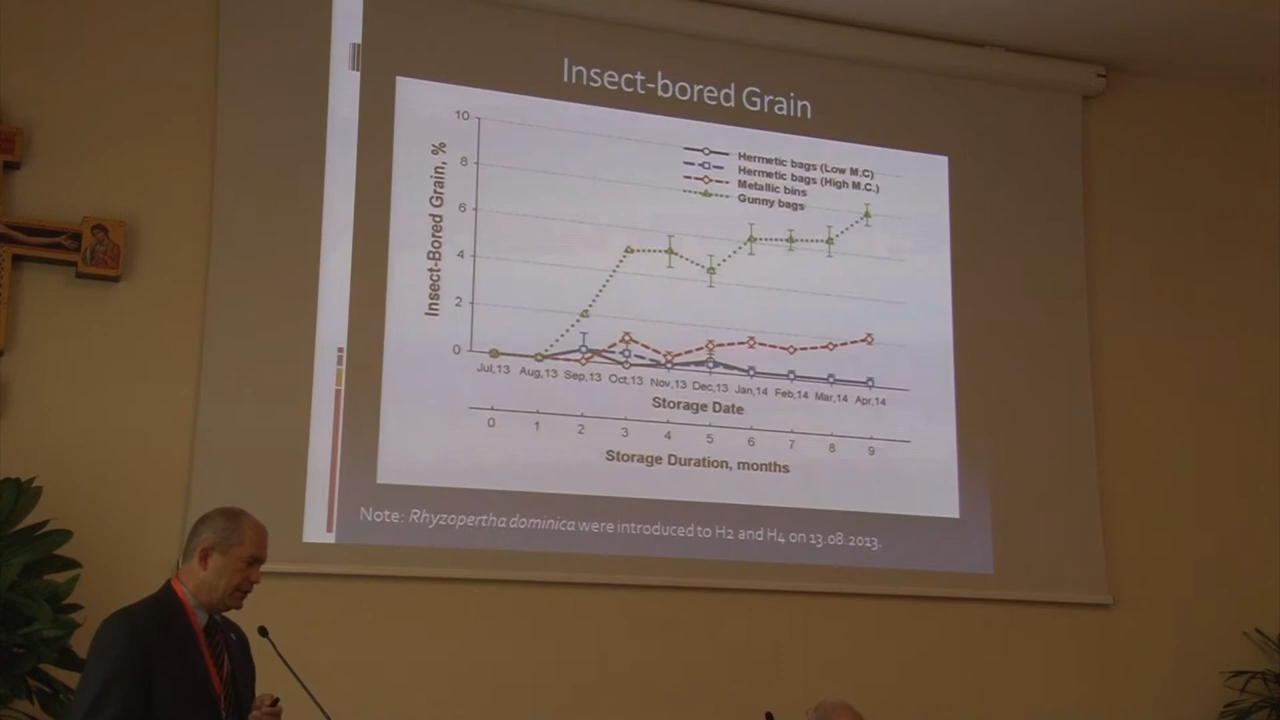 Insect-bored Grain
Insect-Bored Grain, %
10
8
6
4
2
0
Hermetic bags (Low M.C)
Hermetic bags (High M.C.)
Metallic bins
Gunny bags
Jul,13 Aug,13 Sep,13 Oct,13 Nov,13 Dec,13 Jan,14 Feb,14 Mar,14 Apr,14
Storage Date
0 1 2 3 4 5 6 7 8 9
Storage Duration, months
Note: Rhyzopertha dominica were introduced to H2 and H4 on 13.08.2013.